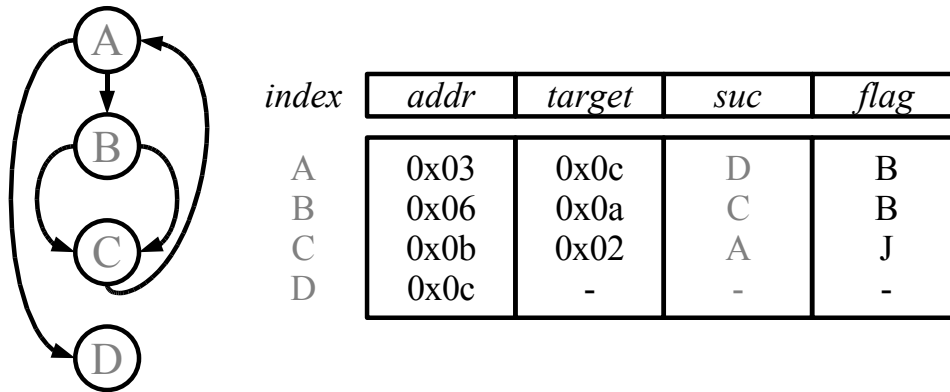 A
B
C
D
index addr target suc flag
A 0x03 0x0c D B
B 0x06 0x0a C B
C 0x0b 0x02 A J
D 0x0c - - -